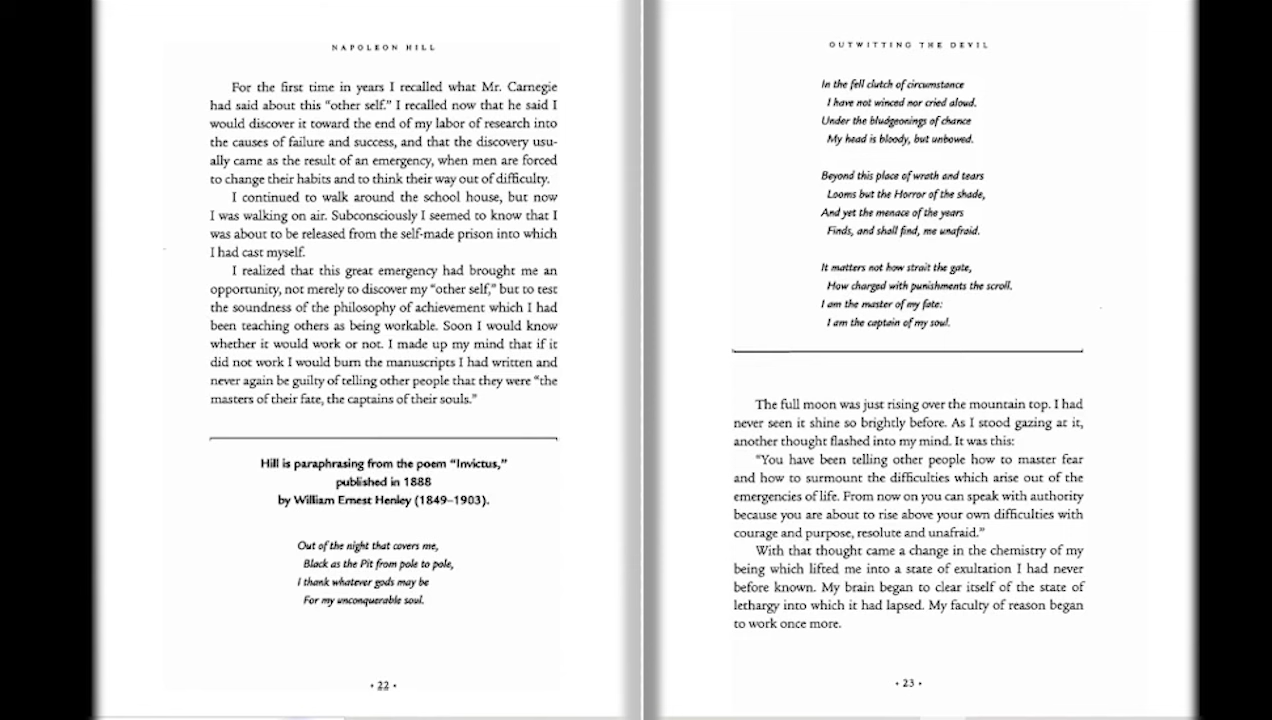 NAPOLEON HILL
For the first time in years I recalled what Mr. Carnegie
had said about this “other self.” I recalled now that he said I
would discover it toward the end of my labor of research into
the causes of failure and success, and that the discovery usu-
ally came as the result of an emergency, when men are forced
to change their habits and to think their way out of difficulty.
I continued to walk around the school house, but now
I was walking on air. Subconsciously I seemed to know that I
was about to be released from the self-made prison into which
I had cast myself.
I realized that this great emergency had brought me an
opportunity, not merely to discover my “other self,” but to test
the soundness of the philosophy of achievement which I had
been teaching others as being workable. Soon I would know
whether it would work or not. I made up my mind that if it
did not work I would burn the manuscripts I had written and
never again be guilty of telling other people that they were “the
masters of their fate, the captains of their souls.”
Hill is paraphrasing from the poem “Invictus,”
published in 1888
by William Ernest Henley (1849–1903).
Out of the night that covers me,
Black as the Pit from pole to pole,
I thank whatever gods may be
For my unconquerable soul.
• 22 •
OUTWITTING THE DEVIL
In the fell clutch of circumstance
I have not winced nor cried aloud.
Under the bludgeonings of chance
My head is bloody, but unbowed.
Beyond this place of wrath and tears
Looms but the Horror of the shade,
And yet the menace of the years
Finds, and shall find, me unafraid.
It matters not how strait the gate,
How charged with punishments the scroll.
I am the master of my fate:
I am the captain of my soul.
The full moon was just rising over the mountain top. I had
never seen it shine so brightly before. As I stood gazing at it,
another thought flashed into my mind. It was this:
“You have been telling other people how to master fear
and how to surmount the difficulties which arise out of the
emergencies of life. From now on you can speak with authority
because you are about to rise above your own difficulties with
courage and purpose, resolute and unafraid.”
With that thought came a change in the chemistry of my
being which lifted me into a state of exultation I had never
before known. My brain began to clear itself of the state of
lethargy into which it had lapsed. My faculty of reason began
to work once more.
• 23 •